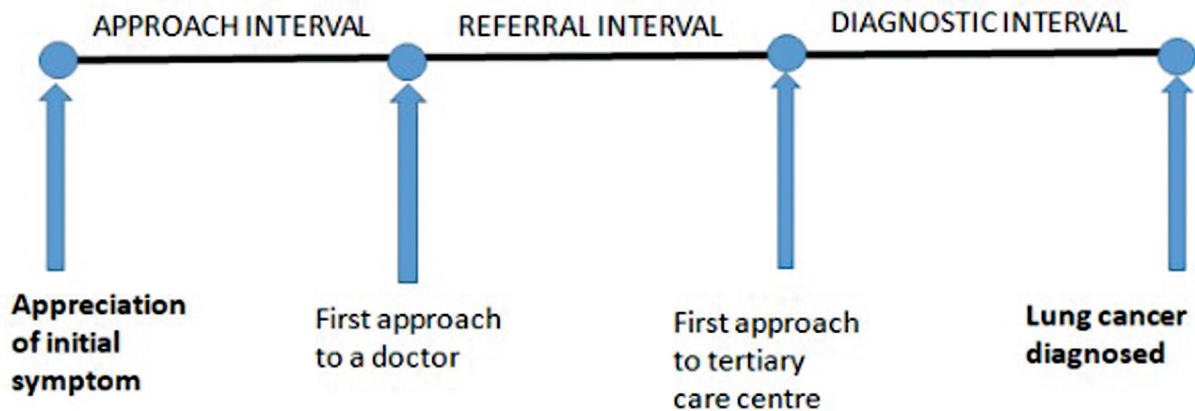 APPROACH INTERVAL
REFERRAL INTERVAL
DIAGNOSTIC INTERVAL
Appreciation
of initial
symptom
First approach
to a doctor
First approach
to tertiary
care centre
Lung cancer
diagnosed